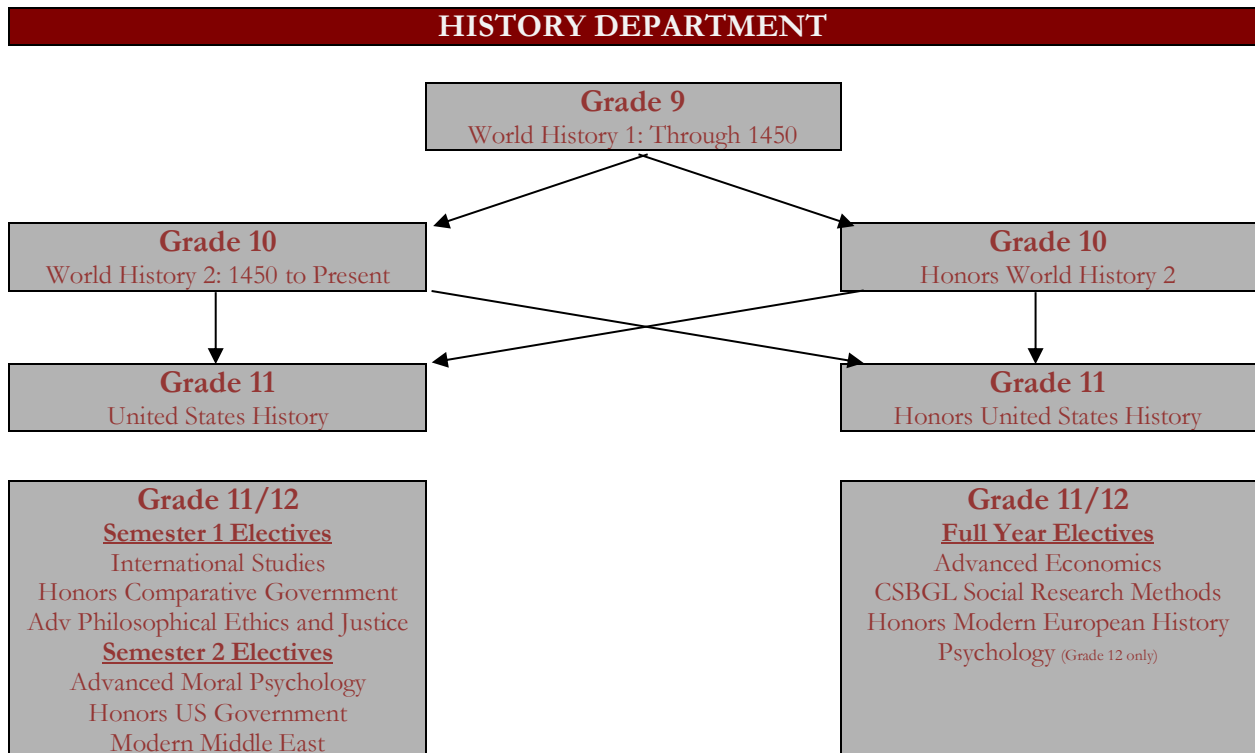 HISTORY DEPARTMENT
Grade 9
World History 1: Through 1450
Grade 10
World History 2: 1450 to Present
Grade 10
Honors World History 2
Grade 11
United States History
Grade 11
Honors United States History
Grade 11/12
Semester 1 Electives
International Studies
Honors Comparative Government
Adv Philosophical Ethics and Justice
Semester 2 Electives
Advanced Moral Psychology
Honors US Government
Modern Middle East
Grade 11/12
Full Year Electives
Advanced Economics
CSBGL Social Research Methods
Honors Modern European History
Psychology (Grade 12 only)